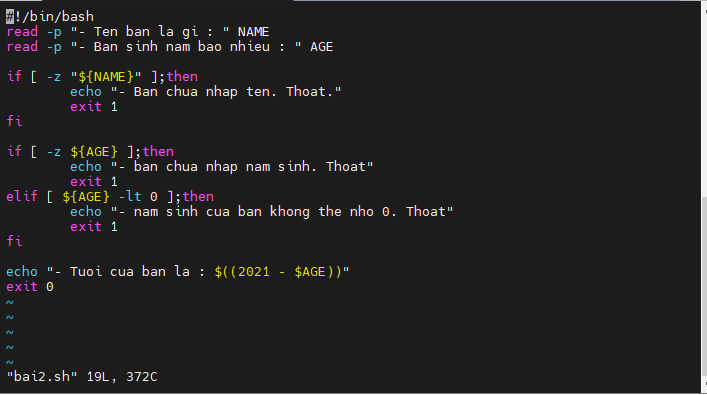 #!/bin/bash
read -p "- Ten ban la gi : " NAME
read -p "- Ban sinh nam bao nhieu : " AGE

if [ -z "${NAME}" ];then
        echo "- Ban chua nhap ten. Thoat."
        exit 1
fi

if [ -z ${AGE} ];then
        echo "- ban chua nhap nam sinh. Thoat"
        exit 1
elif [ ${AGE} -lt 0 ];then
        echo "- nam sinh cua ban khong the nho 0. Thoat"
        exit 1
fi

echo "- Tuoi cua ban la : $((2021 - $AGE))"
exit 0
~
~
~
~
~
"bai2.sh" 19L, 372C